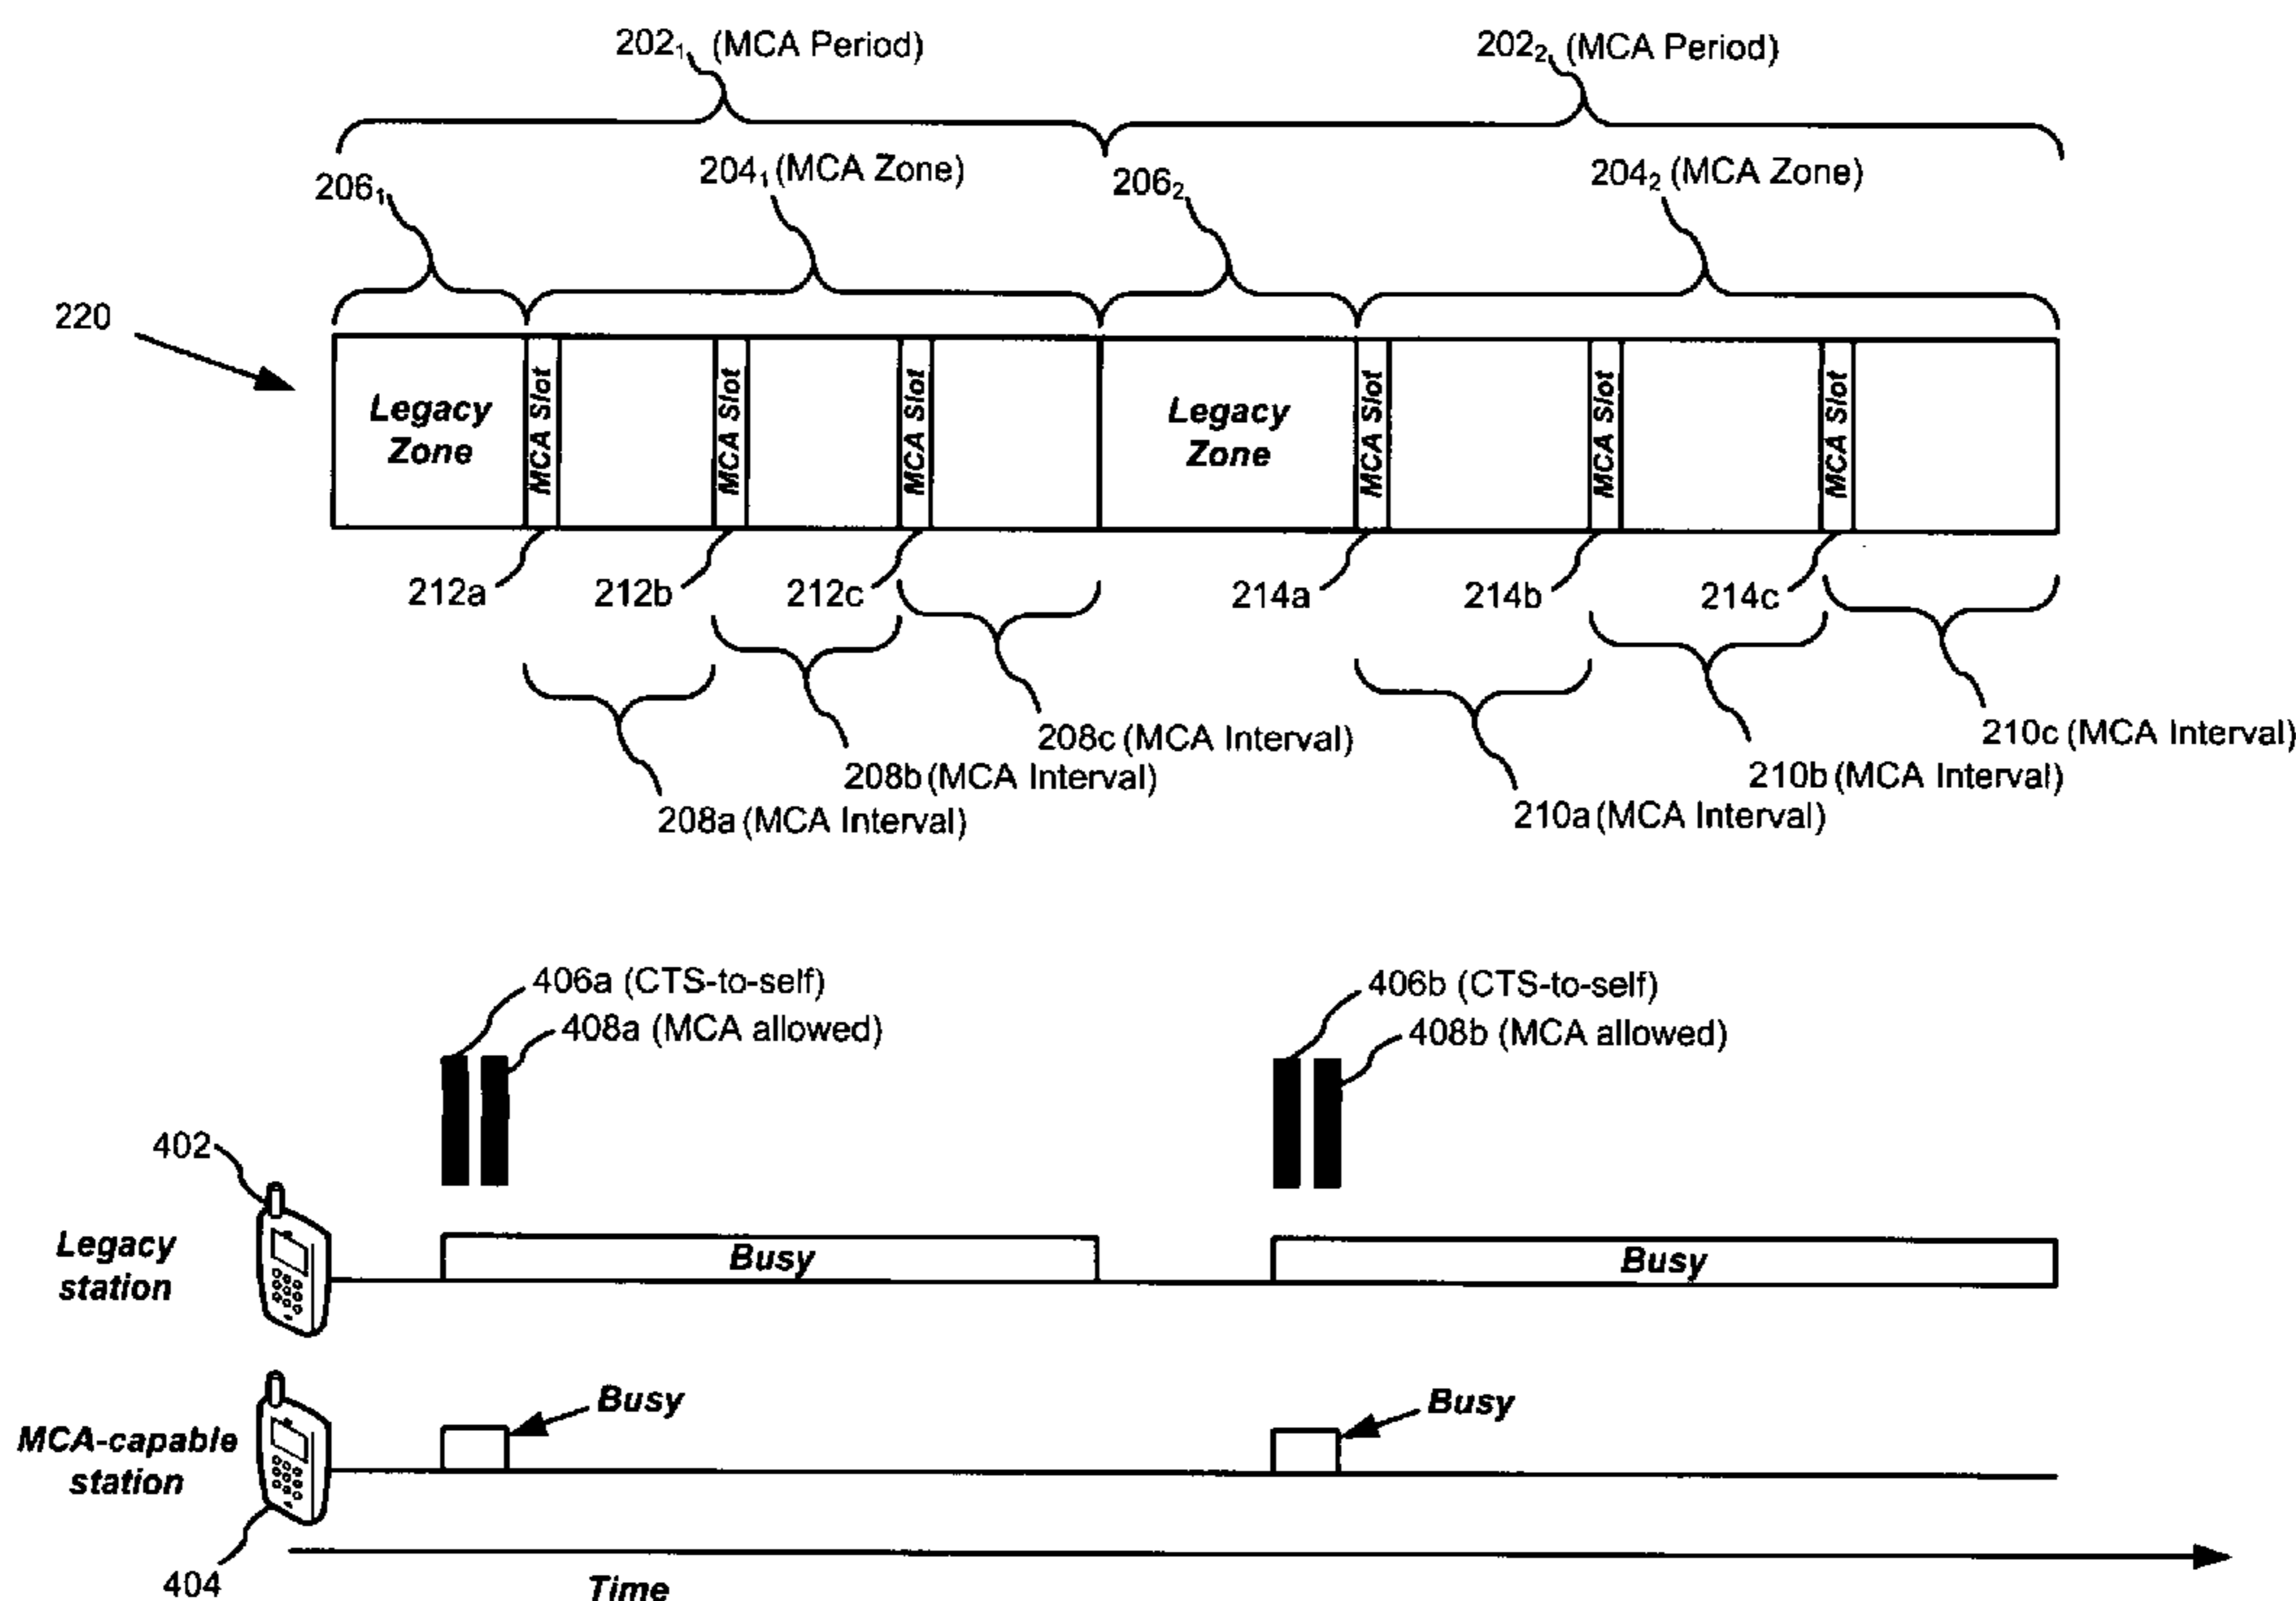 202₁ (MCA Period)
202₂ (MCA Period)
206₁
204₁ (MCA Zone)
206₂
204₂ (MCA Zone)
220
Legacy
Zone
MCA Slot
MCA Slot
MCA Slot
Legacy
Zone
MCA Slot
MCA Slot
MCA Slot
212a
212b
212c
214a
214b
214c
208c (MCA Interval)
208b (MCA Interval)
208a (MCA Interval)
210c (MCA Interval)
210b (MCA Interval)
210a (MCA Interval)
406a (CTS-to-self)
408a (MCA allowed)
406b (CTS-to-self)
408b (MCA allowed)
402
Legacy
station
Busy
Busy
MCA-capable
station
Busy
Busy
404
Time